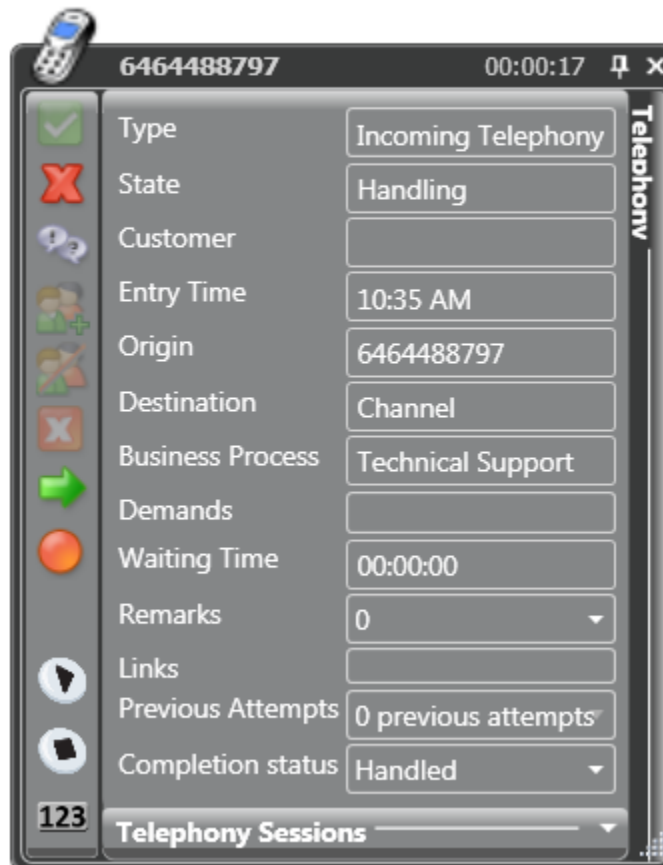 6464488797 00:00:17
Telephony
Type Incoming Telephony
State Handling
Customer
Entry Time 10:35 AM
Origin 6464488797
Destination Channel
Business Process Technical Support
Demands
Waiting Time 00:00:00
Remarks 0
Links
Previous Attempts 0 previous attempts
Completion status Handled
123
Telephony Sessions